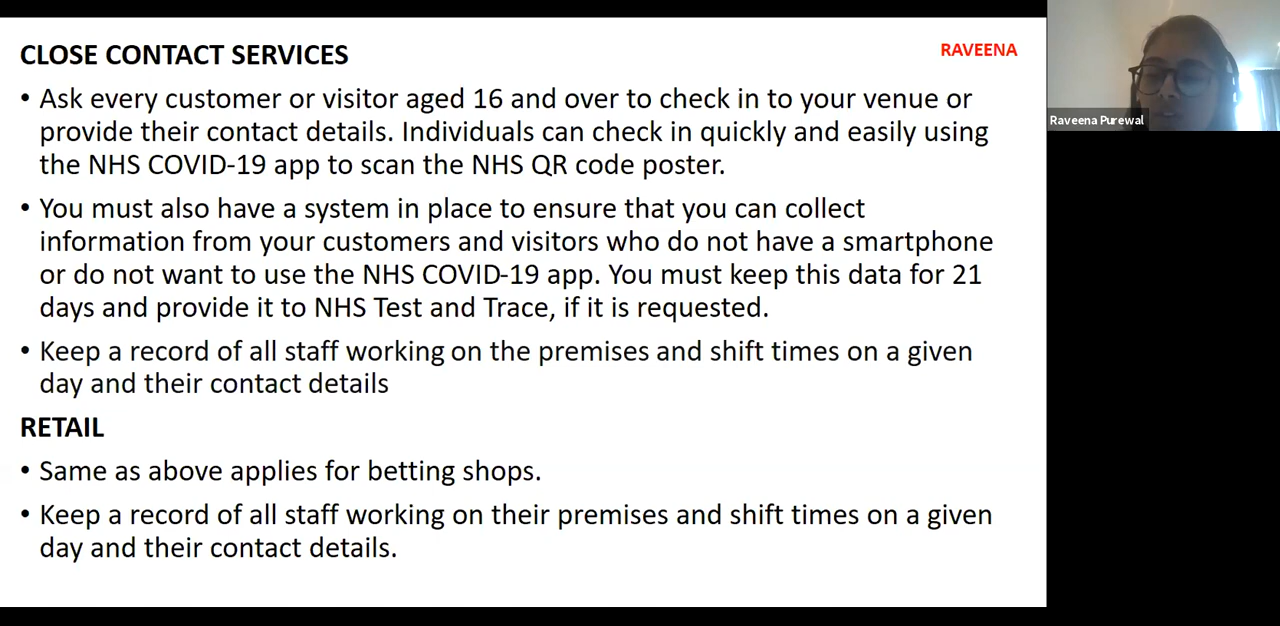 CLOSE CONTACT SERVICES
RAVEENA
• Ask every customer or visitor aged 16 and over to check in to your venue or
provide their contact details. Individuals can check in quickly and easily using
the NHS COVID-19 app to scan the NHS QR code poster.
• You must also have a system in place to ensure that you can collect
information from your customers and visitors who do not have a smartphone
or do not want to use the NHS COVID-19 app. You must keep this data for 21
days and provide it to NHS Test and Trace, if it is requested.
• Keep a record of all staff working on the premises and shift times on a given
day and their contact details
RETAIL
• Same as above applies for betting shops.
• Keep a record of all staff working on their premises and shift times on a given
day and their contact details.
Raveena Purewal